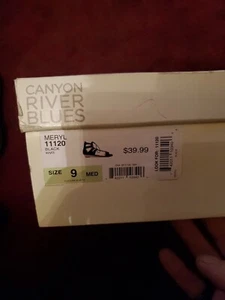 CANYON
RIVER
BLUES
MERYL
11120
BLACK
$39.99
SIZE 9 MED